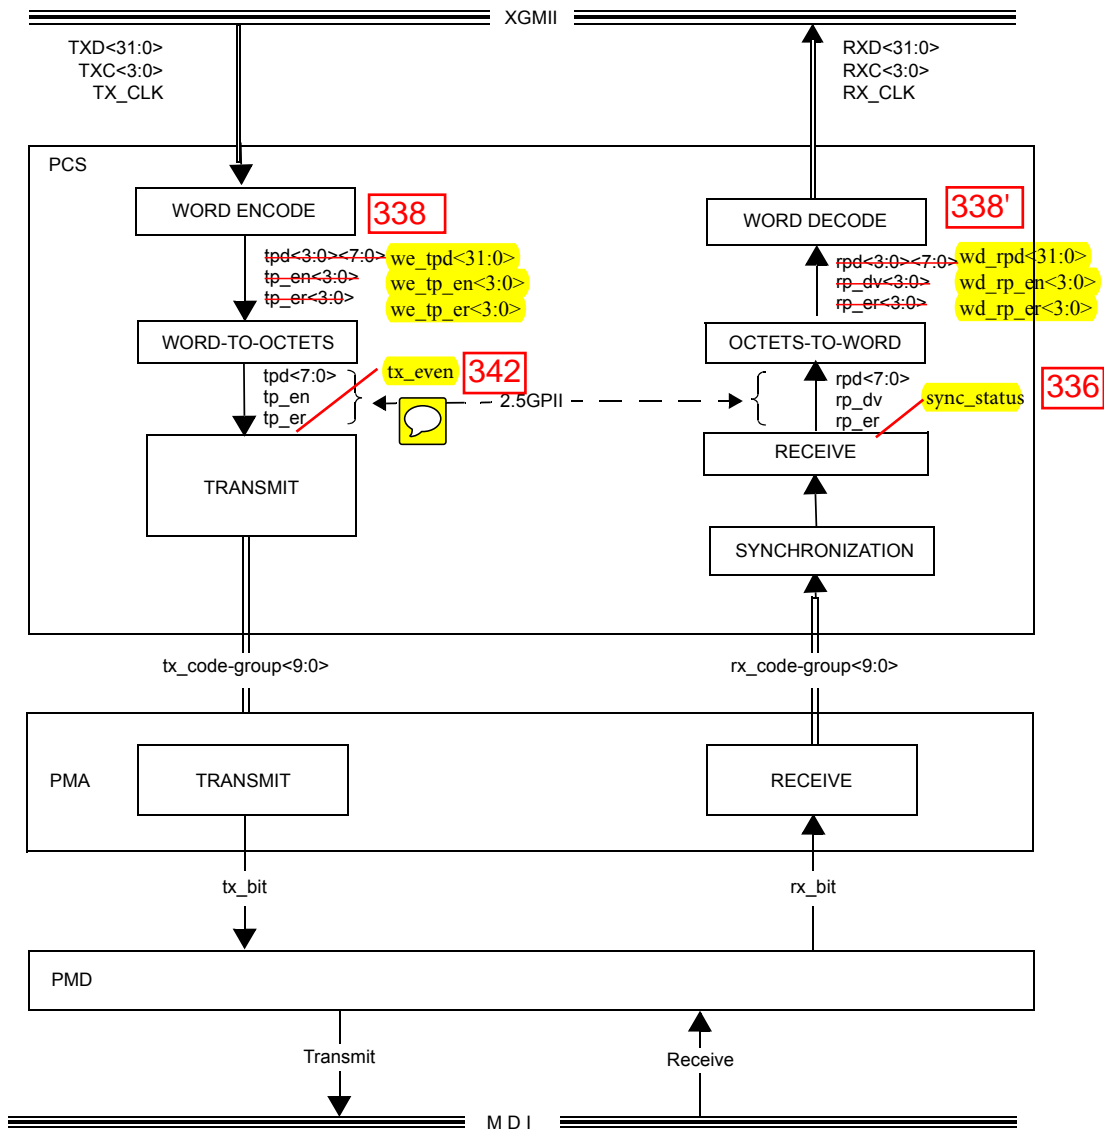 XGMII
TXD<31:0>
TXC<3:0>
TX_CLK
RXD<31:0>
RXC<3:0>
RX_CLK
PCS
WORD ENCODE
338
WORD DECODE
338'
tpd<3:0><7:0> we_tpd<31:0>
tp_en<3:0> we_tp_en<3:0>
tp_er<3:0> we_tp_er<3:0>
rpd<3:0><7:0> wd_rpd<31:0>
rp_dv<3:0> wd_rp_en<3:0>
rp_er<3:0> wd_rp_er<3:0>
WORD-TO-OCTETS
OCTETS-TO-WORD
tpd<7:0>
tp_en
tp_er
tx_even
342
2.5GPII
rpd<7:0>
rp_dv
rp_er
sync_status
336
TRANSMIT
RECEIVE
SYNCHRONIZATION
tx_code-group<9:0>
rx_code-group<9:0>
PMA
TRANSMIT
RECEIVE
tx_bit
rx_bit
PMD
Transmit
Receive
M D I